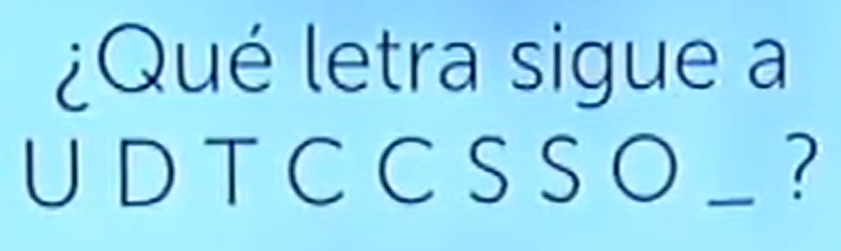 ¿Qué letra sigue a
U D T C C S S O _ ?